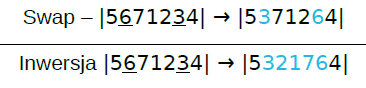 Swap – |5671234| → |5371264|
Inwersja |5671234| → |5321764|